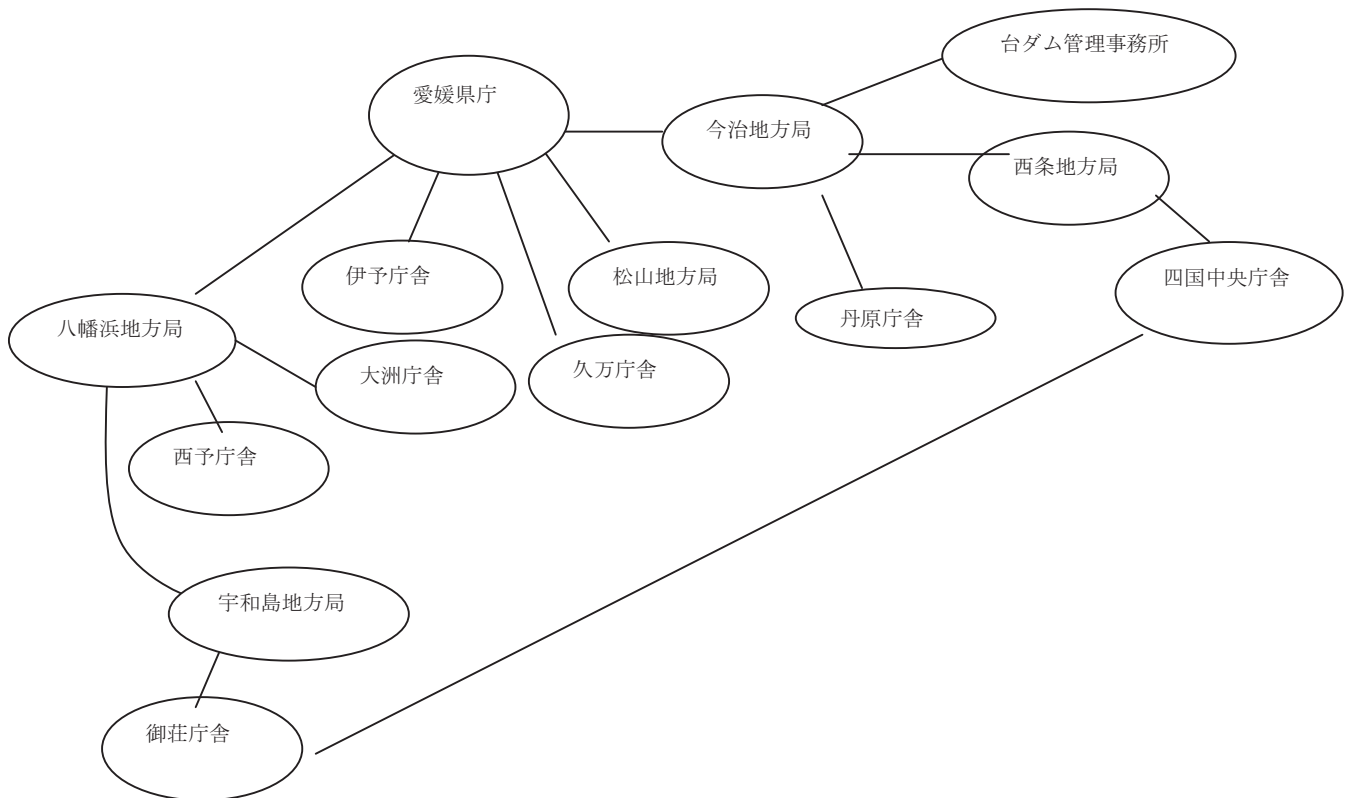 台ダム管理事務所
愛媛県庁
今治地方局
西条地方局
伊予庁舎
松山地方局
四国中央庁舎
八幡浜地方局
丹原庁舎
大洲庁舎
久万庁舎
西予庁舎
宇和島地方局
御荘庁舎